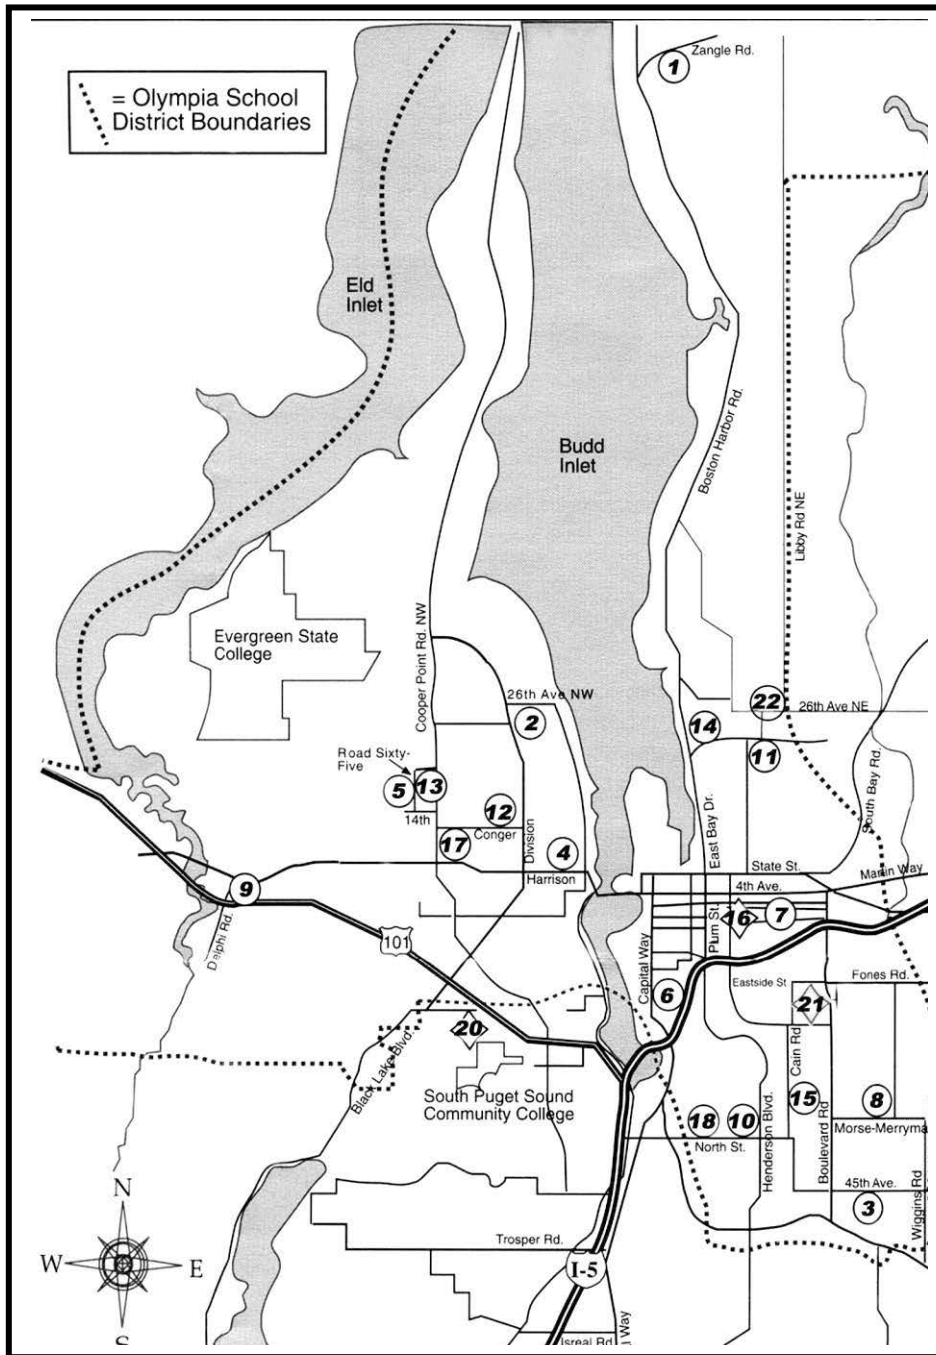 = Olympia School
District Boundaries
1
Zangle Rd.
Eld
Inlet
Budd
Inlet
Boston Harbor Rd.
Libby Rd NE
Evergreen State
College
Cooper Point Rd. NW
26th Ave NW
2
22
26th Ave NE
14
11
South Bay Rd.
Road Sixty-
Five
5
13
14th
12
Conger
17
Division
4
Harrison
East Bay Dr.
State St.
Martin Way
4th Ave.
9
Delphi Rd.
101
16
7
Plum St.
Capital Way
6
Eastside St
Fones Rd.
21
20
Black Lake Blvd.
South Puget Sound
Community College
Cain Rd
15
8
Morse-Merryma
18
10
North St.
Henderson Blvd.
Boulevard Rd
45th Ave.
3
Wiggins Rd
N
W
E
S
Trosper Rd.
I-5
Isreal Rd.
Way